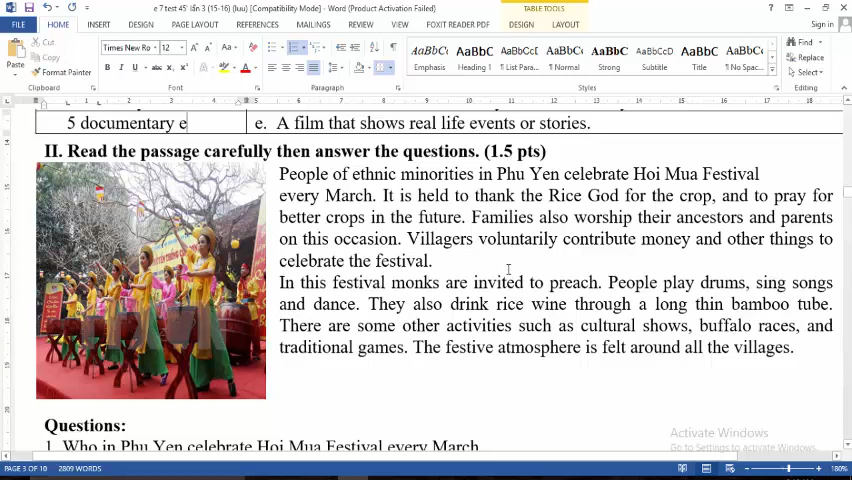 e 7 test 45' lần 3 (15-16) (luu) [Compatibility Mode] - Word (Product Activation Failed)
TABLE TOOLS
Sign in
FILE HOME INSERT DESIGN PAGE LAYOUT REFERENCES MAILINGS REVIEW VIEW FOXIT READER PDF DESIGN LAYOUT
Cut
Copy
Format Painter
Paste
Clipboard
Times New Ro 12
Font
Paragraph
AaBbCc Emphasis
AaBbC Heading 1
AaBbCcD ¶ List Para...
AaBbCc ¶ Normal
AaBbCc Strong
AaBbCcD Subtitle
AaBbC Title
AaBbCc ¶ No Spac...
Styles
Find
Replace
Select
Editing
5 documentary e
e. A film that shows real life events or stories.
II. Read the passage carefully then answer the questions. (1.5 pts)
People of ethnic minorities in Phu Yen celebrate Hoi Mua Festival
every March. It is held to thank the Rice God for the crop, and to pray for
better crops in the future. Families also worship their ancestors and parents
on this occasion. Villagers voluntarily contribute money and other things to
celebrate the festival.
In this festival monks are invited to preach. People play drums, sing songs
and dance. They also drink rice wine through a long thin bamboo tube.
There are some other activities such as cultural shows, buffalo races, and
traditional games. The festive atmosphere is felt around all the villages.
Questions:
1. Who in Phu Yen celebrate Hoi Mua Festival every March
Activate Windows
Go to Settings to activate Windows.
PAGE 3 OF 10 2809 WORDS
180%